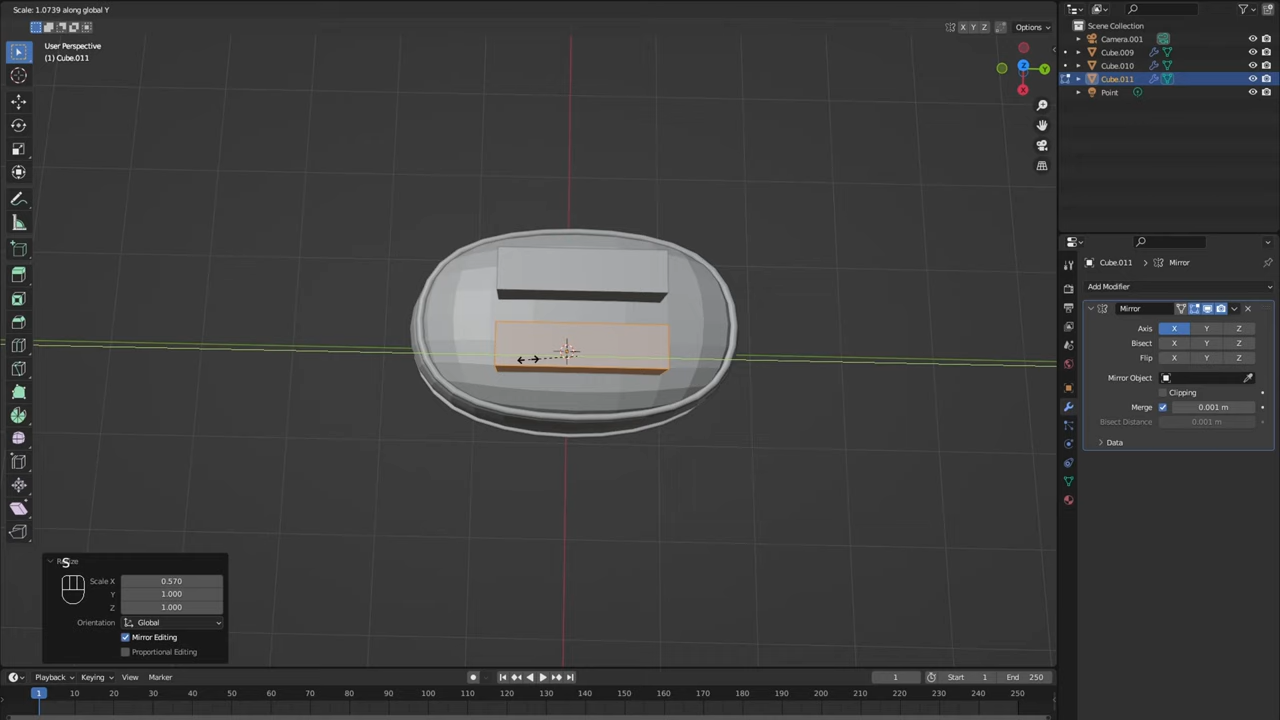 Scale: 1.0739 along global Y
X Y Z
Options
User Perspective
(1) Cube.011
Z
Y
X
Scene Collection
Camera.001
Cube.009
Cube.010
Cube.011
Point
Cube.011 > Mirror
Add Modifier
Mirror
Axis X Y Z
Bisect X Y Z
Flip X Y Z
Mirror Object
Clipping
Merge 0.001 m
Bisect Distance 0.001 m
Data
S
Scale X 0.570
Y 1.000
Z 1.000
Orientation Global
Mirror Editing
Proportional Editing
Playback Keying View Marker
1 Start 1 End 250
1 10 20 30 40 50 60 70 80 90 100 110 120 130 140 150 160 170 180 190 200 210 220 230 240 250